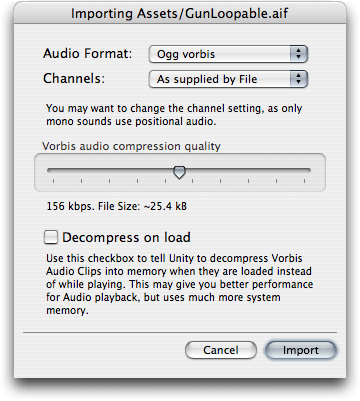 Importing Assets/GunLoopable.aif
Audio Format: Ogg vorbis
Channels: As supplied by File
You may want to change the channel setting, as only
mono sounds use positional audio.
Vorbis audio compression quality
156 kbps. File Size: ~25.4 kB
Decompress on load
Use this checkbox to tell Unity to decompress Vorbis
Audio Clips into memory when they are loaded instead
of while playing. This may give you better performance
for Audio playback, but uses much more system
memory.
Cancel Import